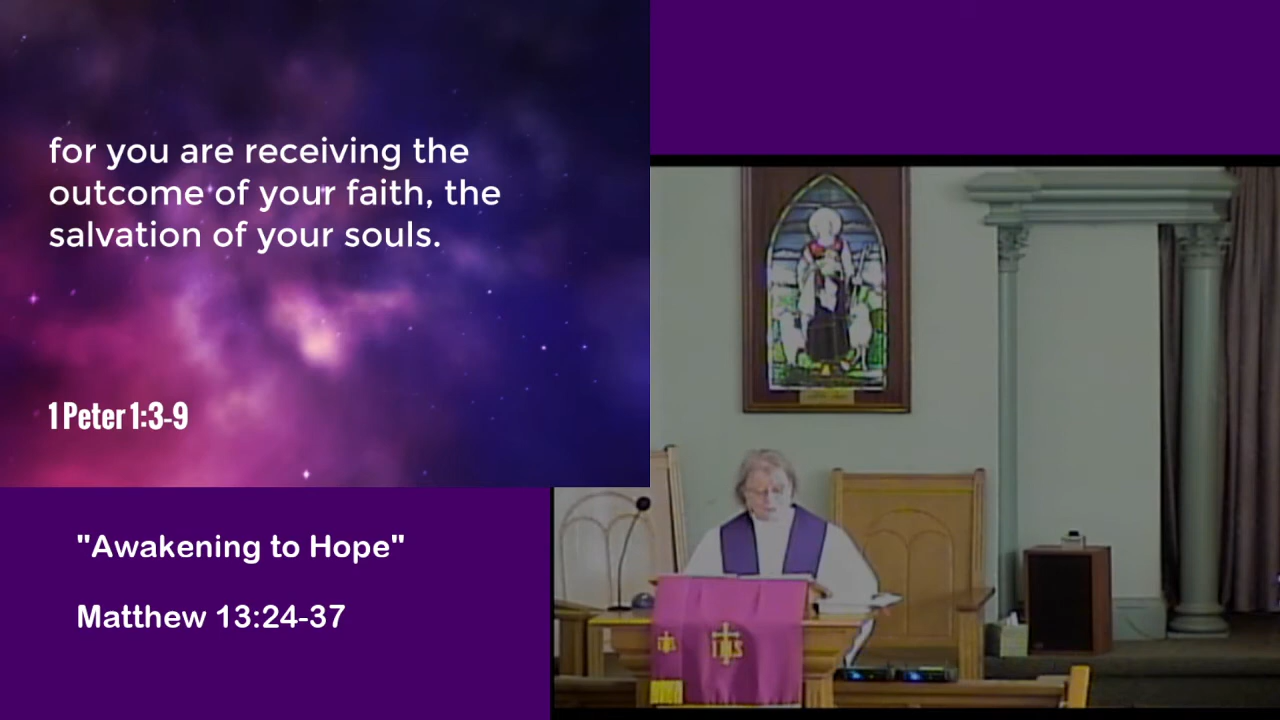 for you are receiving the
outcome of your faith, the
salvation of your souls.
1 Peter 1:3-9
"Awakening to Hope"
Matthew 13:24-37
IHS